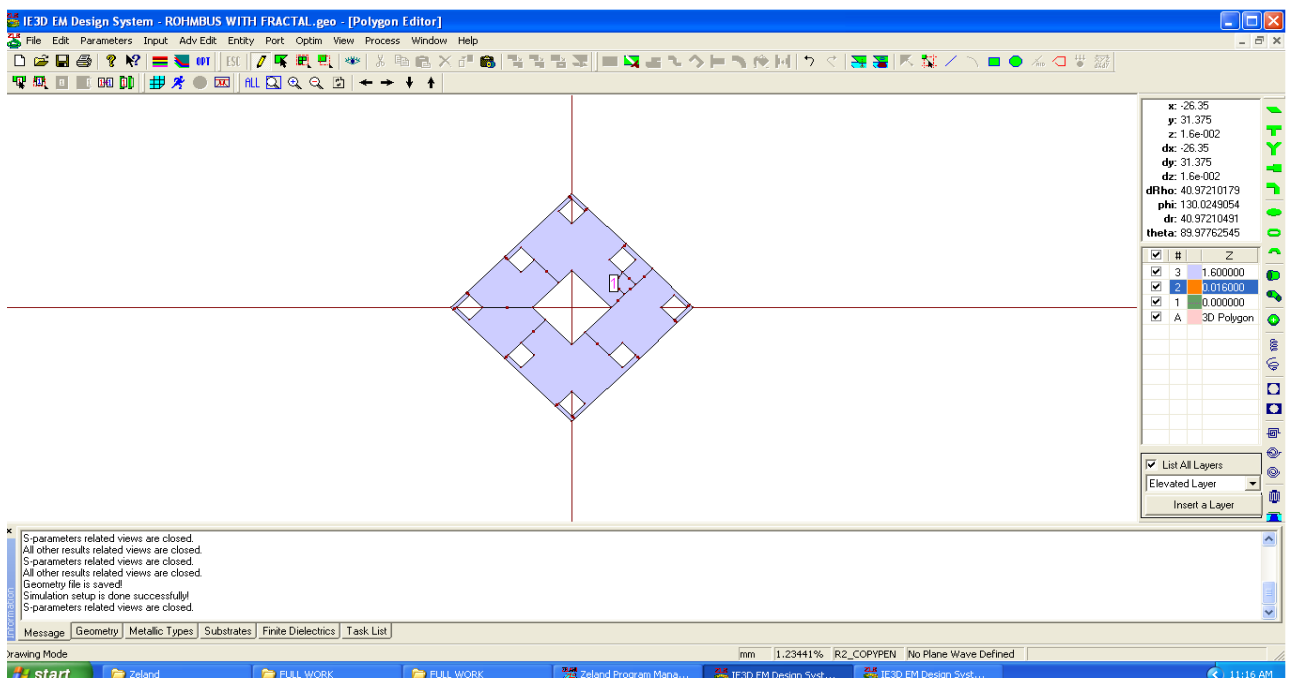 IE3D EM Design System - ROHMBUS WITH FRACTAL.geo - [Polygon Editor]
File Edit Parameters Input Adv Edit Entity Port Optim View Process Window Help
OPT ESC
ALL
x: -26.35
y: 31.375
z: 1.6e-002
dx: -26.35
dy: 31.375
dz: 1.6e-002
dRho: 40.97210179
phi: 130.0249054
dr: 40.97210491
theta: 89.97762545
# Z
3 1.600000
2 0.016000
1 0.000000
A 3D Polygon
1
List All Layers
Elevated Layer
Insert a Layer
S-parameters related views are closed.
All other results related views are closed.
S-parameters related views are closed.
All other results related views are closed.
Geometry file is saved!
Simulation setup is done successfully!
S-parameters related views are closed.
Information
Message Geometry Metallic Types Substrates Finite Dielectrics Task List
Drawing Mode mm 1.23441% R2_COPYPEN No Plane Wave Defined
start Zeland FULL WORK FULL WORK Zeland Program Mana... IE3D EM Design Syst... IE3D EM Design Syst... 11:16 AM